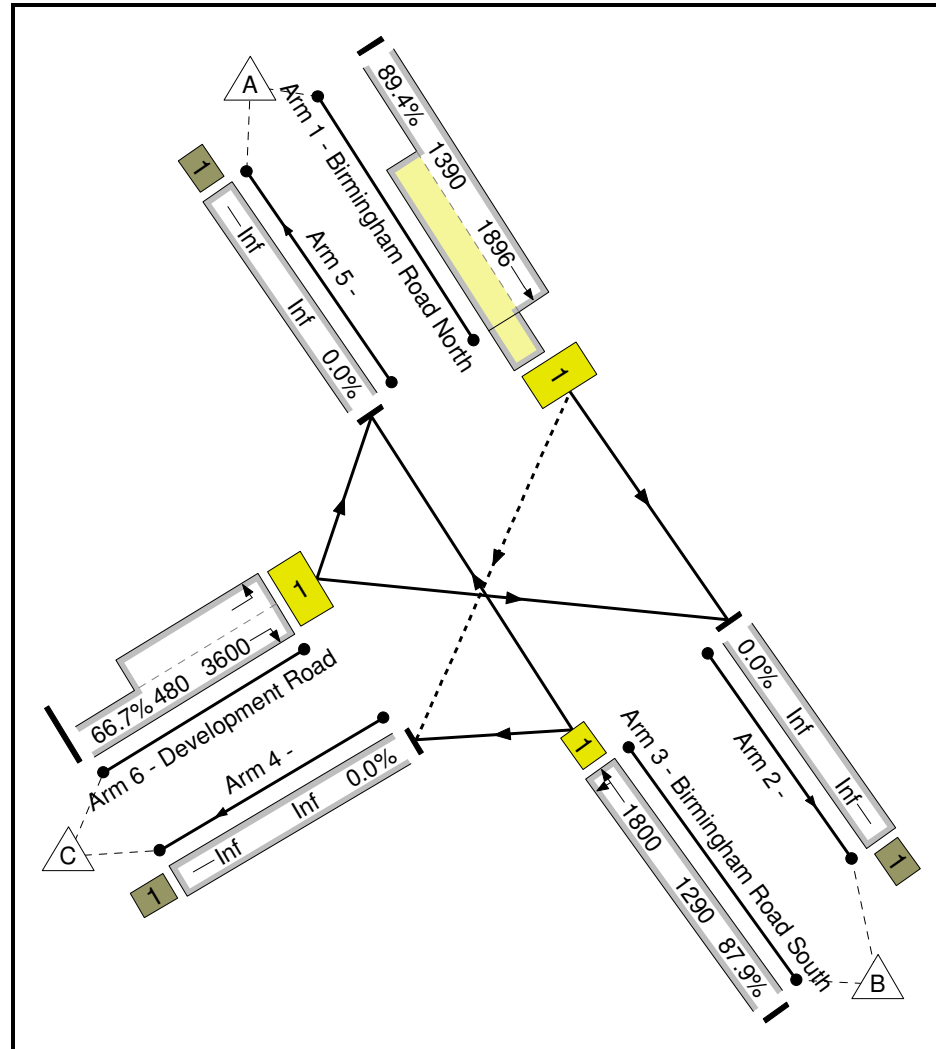 A
Arm 1 - Birmingham Road North
89.4% 1390 1896
1
1
Inf Inf 0.0%
Arm 5 -
1
3600 480 66.7%
Arm 6 - Development Road
C
Arm 4 -
Inf Inf 0.0%
1
1
1800 1290 87.9%
Arm 3 - Birmingham Road South
Arm 2 -
0.0% Inf Inf
1
B